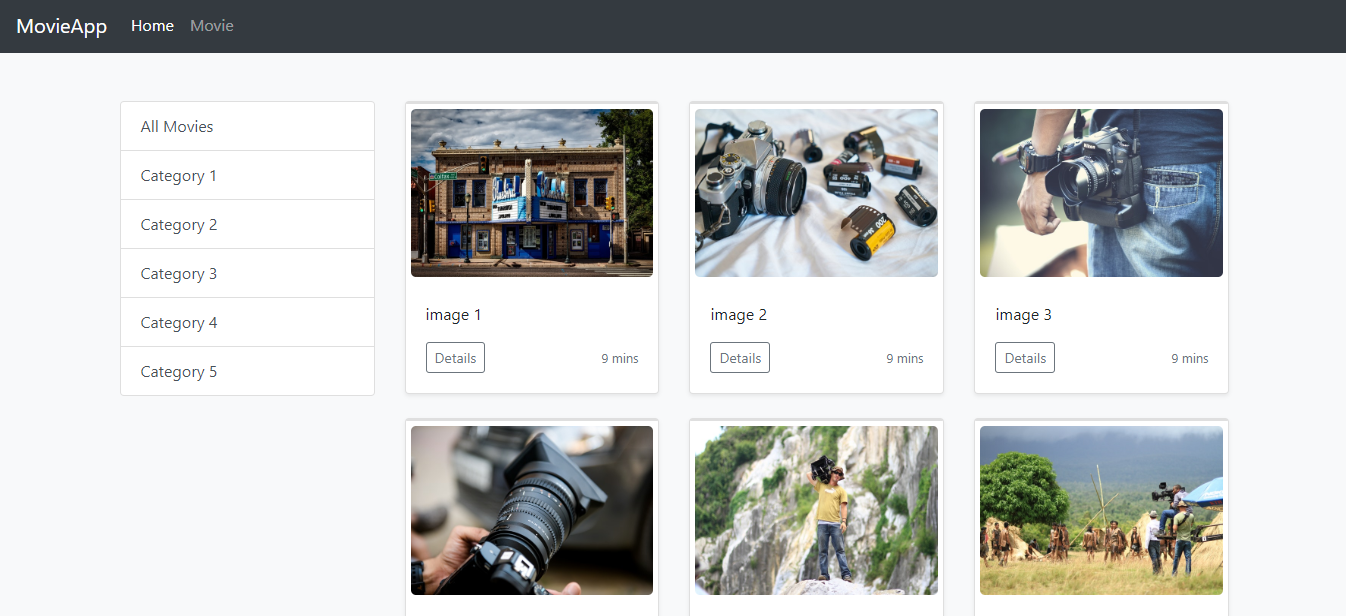 MovieApp Home Movie
All Movies
Category 1
Category 2
Category 3
Category 4
Category 5
image 1
Details 9 mins
image 2
Details 9 mins
image 3
Details 9 mins